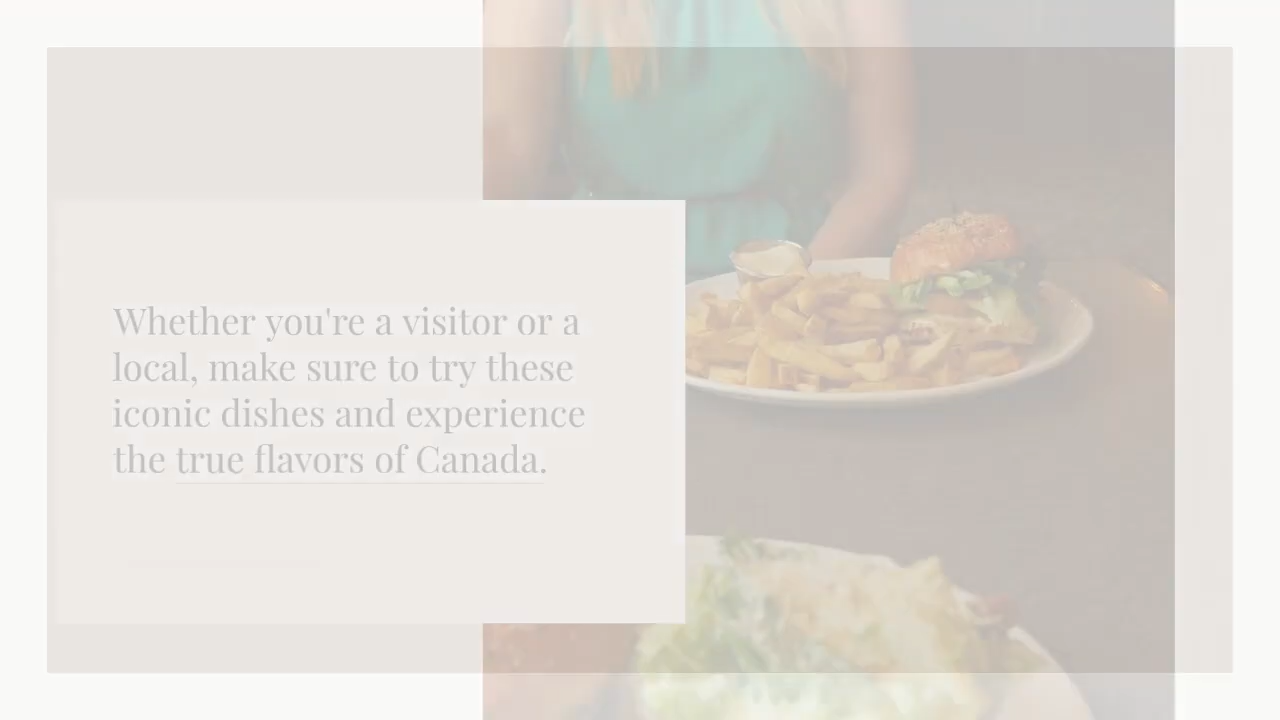 Whether you're a visitor or a
local, make sure to try these
iconic dishes and experience
the true flavors of Canada.